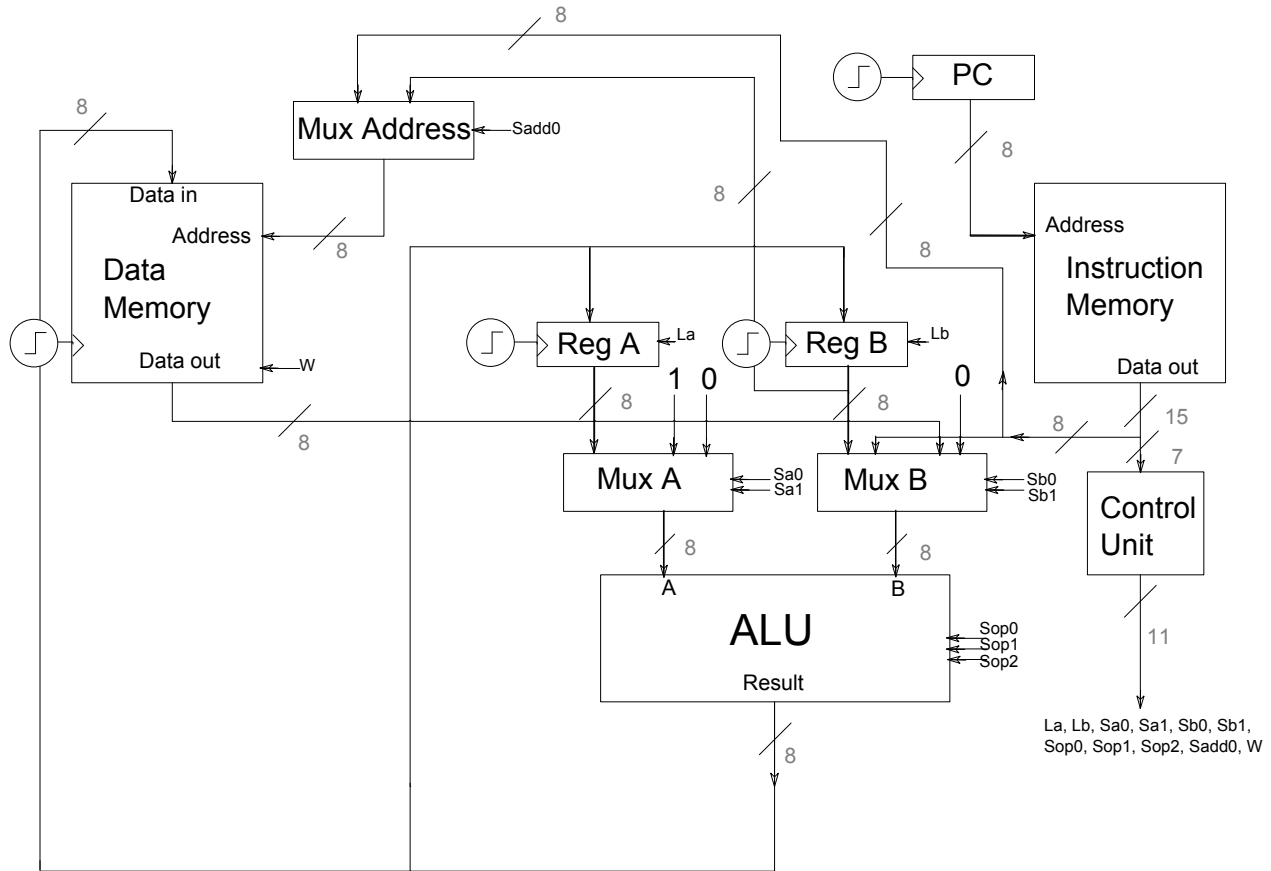 8
PC
8
Mux Address
Sadd0
8
8
Data in
Address
8
8
Address
Data
Memory
Instruction
Memory
Data out
W
Reg A
La
Reg B
Lb
Data out
1
0
0
8
8
8
8
15
7
Mux A
Sa0
Sa1
Mux B
Sb0
Sb1
Control
Unit
8
8
A
B
ALU
Sop0
Sop1
Sop2
Result
11
8
La, Lb, Sa0, Sa1, Sb0, Sb1,
Sop0, Sop1, Sop2, Sadd0, W